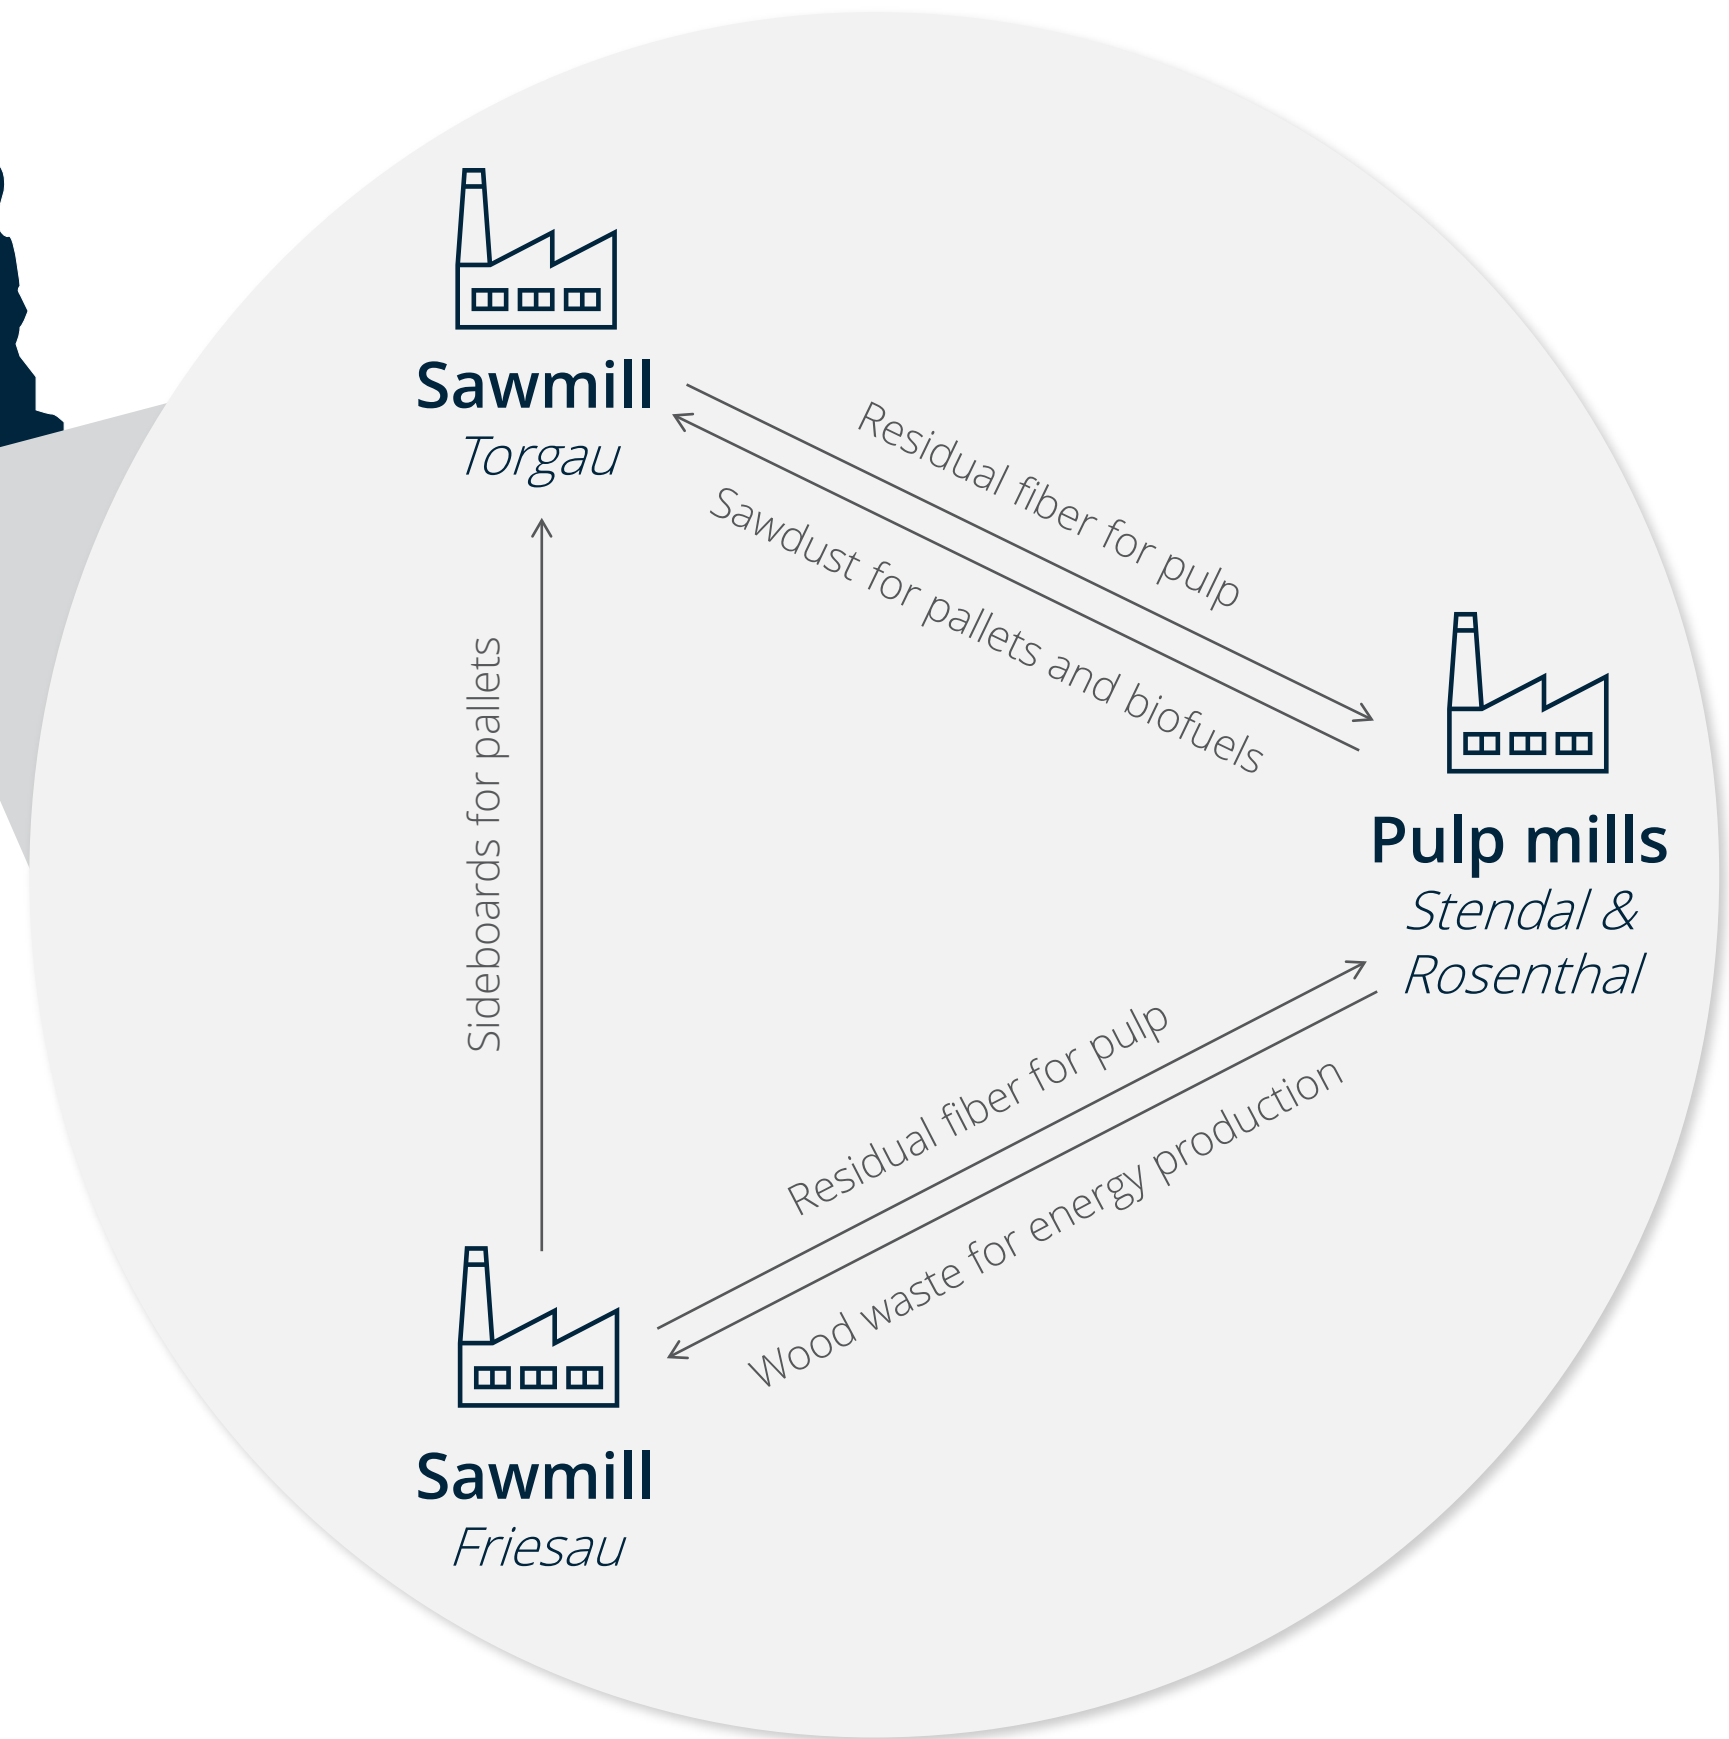 Sawmill
Torgau
Residual fiber for pulp
Sawdust for pallets and biofuels
Sideboards for pallets
Pulp mills
Stendal &
Rosenthal
Residual fiber for pulp
Wood waste for energy production
Sawmill
Friesau